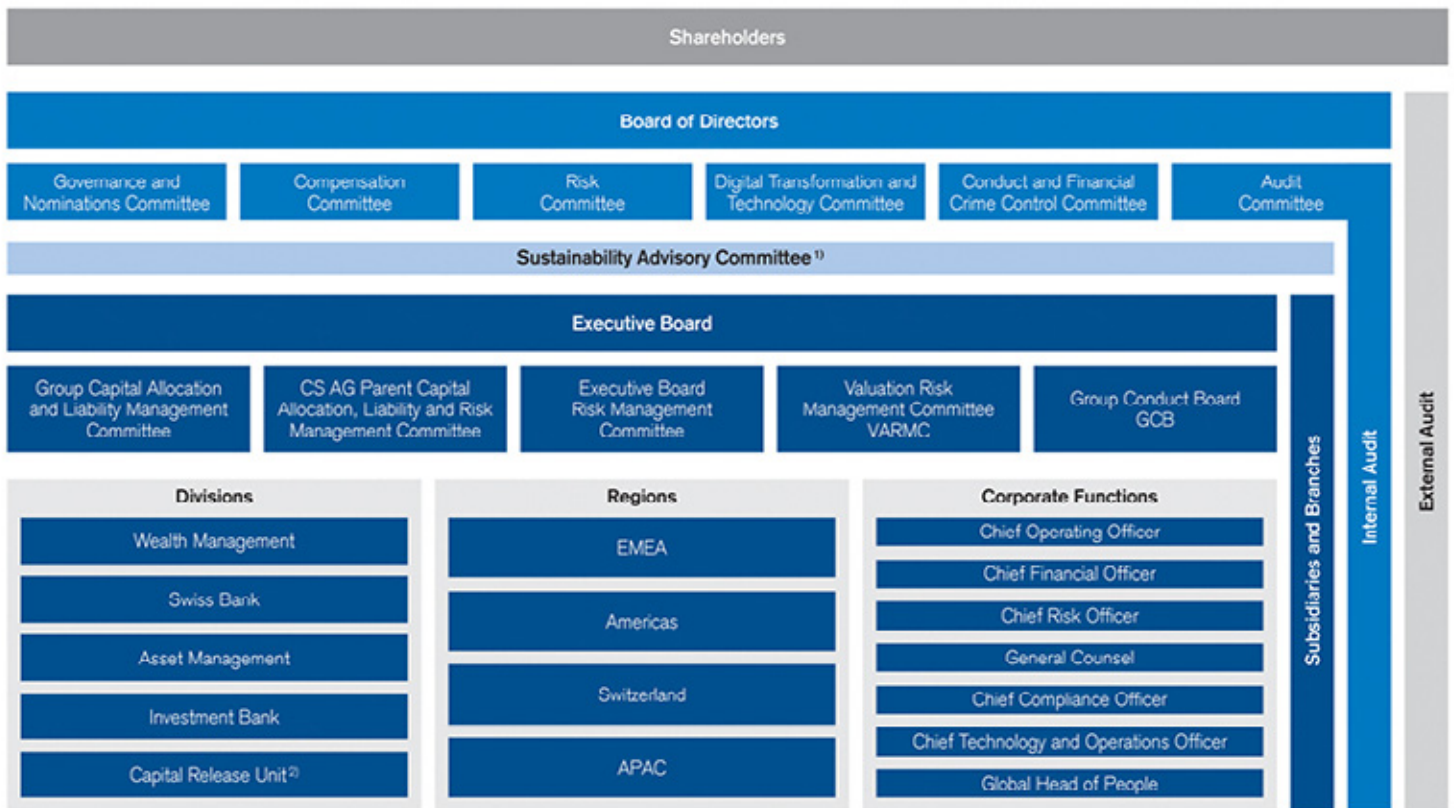 Shareholders
Board of Directors
Governance and
Nominations Committee
Compensation
Committee
Risk
Committee
Digital Transformation and
Technology Committee
Conduct and Financial
Crime Control Committee
Audit
Committee
Sustainability Advisory Committee 1)
Executive Board
Group Capital Allocation
and Liability Management
Committee
CS AG Parent Capital
Allocation, Liability and Risk
Management Committee
Executive Board
Risk Management
Committee
Valuation Risk
Management Committee
VARMC
Group Conduct Board
GCB
Divisions
Wealth Management
Swiss Bank
Asset Management
Investment Bank
Capital Release Unit 2)
Regions
EMEA
Americas
Switzerland
APAC
Corporate Functions
Chief Operating Officer
Chief Financial Officer
Chief Risk Officer
General Counsel
Chief Compliance Officer
Chief Technology and Operations Officer
Global Head of People
Subsidiaries and Branches
Internal Audit
External Audit